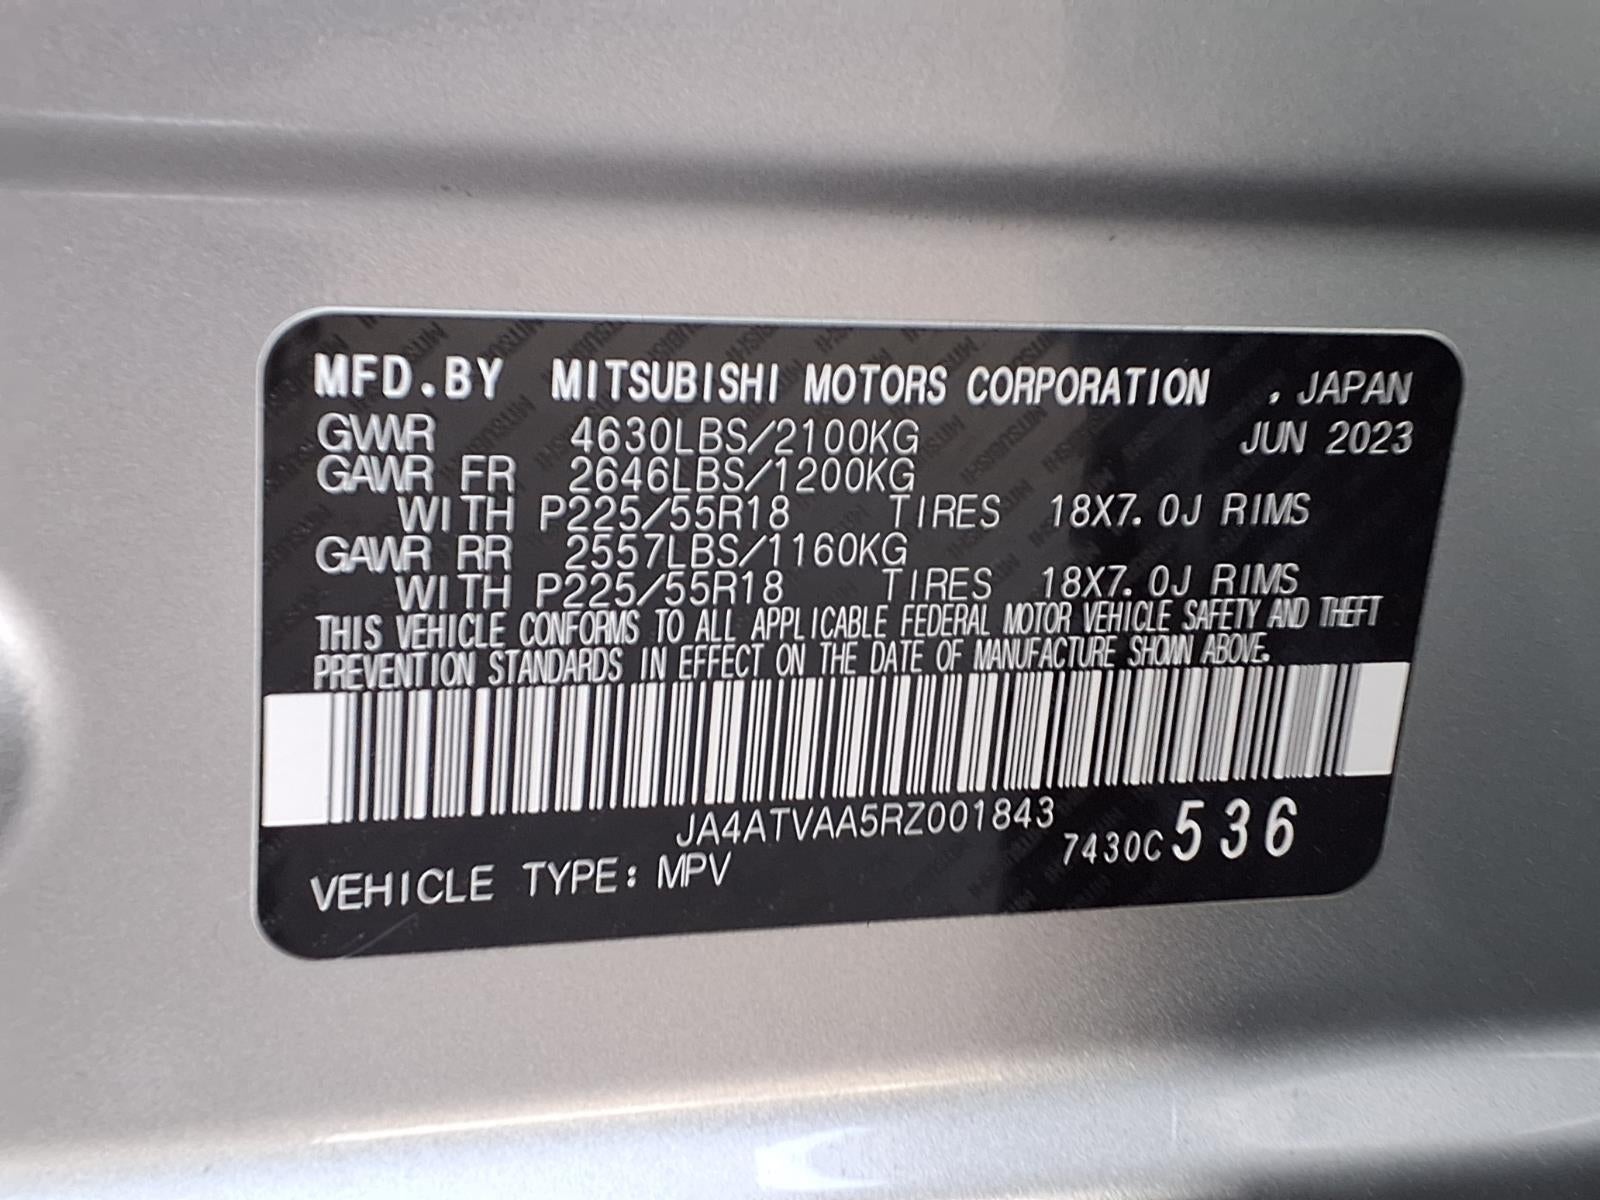 MFD.BY MITSUBISHI MOTORS CORPORATION , JAPAN
GVWR 4630LBS/2100KG JUN 2023
GAWR FR 2646LBS/1200KG
WITH P225/55R18 TIRES 18X7.0J RIMS
GAWR RR 2557LBS/1160KG
WITH P225/55R18 TIRES 18X7.0J RIMS
THIS VEHICLE CONFORMS TO ALL APPLICABLE FEDERAL MOTOR VEHICLE SAFETY AND THEFT
PREVENTION STANDARDS IN EFFECT ON THE DATE OF MANUFACTURE SHOWN ABOVE.
JA4ATVAA5RZ001843
7430C536
VEHICLE TYPE: MPV